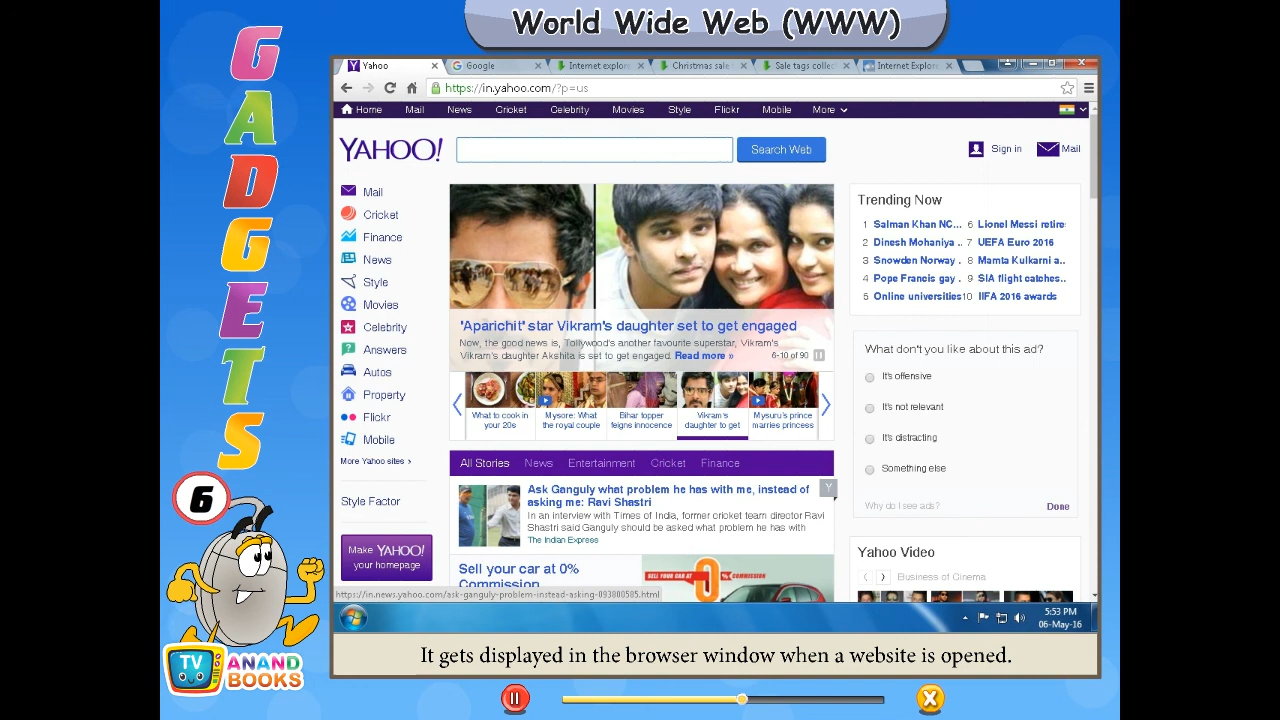 World Wide Web (WWW)
GADGETS
6
TV
ANAND
BOOKS
Yahoo
Google
Internet explor
Christmas sale
Sale tags collec
Internet Explor
https://in.yahoo.com/?p=us
Home Mail News Cricket Celebrity Movies Style Flickr Mobile More
YAHOO!
Search Web
Sign in
Mail
Mail
Cricket
Finance
News
Style
Movies
Celebrity
Answers
Autos
Property
Flickr
Mobile
More Yahoo sites >
Style Factor
Make YAHOO!
your homepage
'Aparichit' star Vikram's daughter set to get engaged
Now, the good news is, Tollywood's another favourite superstar, Vikram's
Vikram's daughter Akshita is set to get engaged. Read more »
6-10 of 90
What to cook in
your 20s
Mysore: What
the royal couple
Bihar topper
feigns innocence
Vikram's
daughter to get
Mysuru's prince
marries princess
All Stories News Entertainment Cricket Finance
Ask Ganguly what problem he has with me, instead of
asking me: Ravi Shastri
In an interview with Times of India, former cricket team director Ravi
Shastri said Ganguly should be asked what problem he has with
The Indian Express
Y
Sell your car at 0%
Commission
SELL YOUR CAR AT 0% COMMISSION
Trending Now
1 Salman Khan NC... 6 Lionel Messi retire
2 Dinesh Mohaniya .. 7 UEFA Euro 2016
3 Snowden Norway .. 8 Mamta Kulkarni a..
4 Pope Francis gay . 9 SIA flight catches..
5 Online universities 10 IIFA 2016 awards
What don't you like about this ad?
It's offensive
It's not relevant
It's distracting
Something else
Why do I see ads?
Done
Yahoo Video
Business of Cinema
https://in.news.yahoo.com/ask-ganguly-problem-instead-asking-093800585.html
5:53 PM
06-May-16
It gets displayed in the browser window when a website is opened.